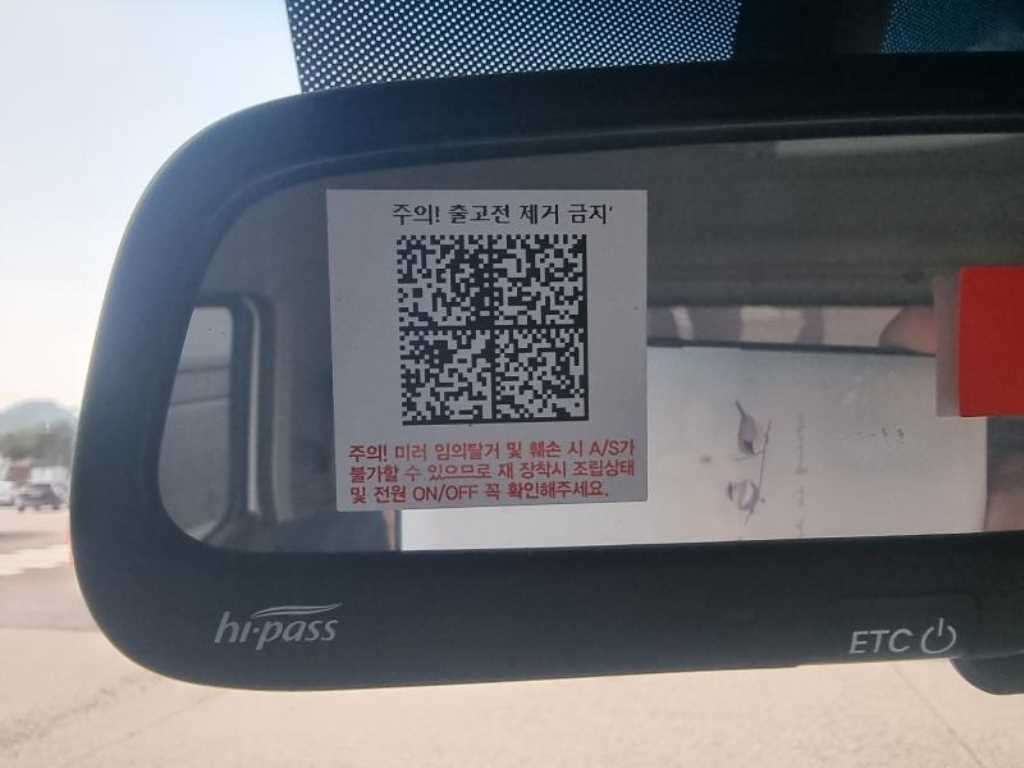 주의! 출고전 제거 금지
주의! 미러 임의탈거 및 훼손 시 A/S가
불가할 수 있으므로 재 장착시 조립상태
및 전원 ON/OFF 꼭 확인해주세요.
hi-pass
ETC